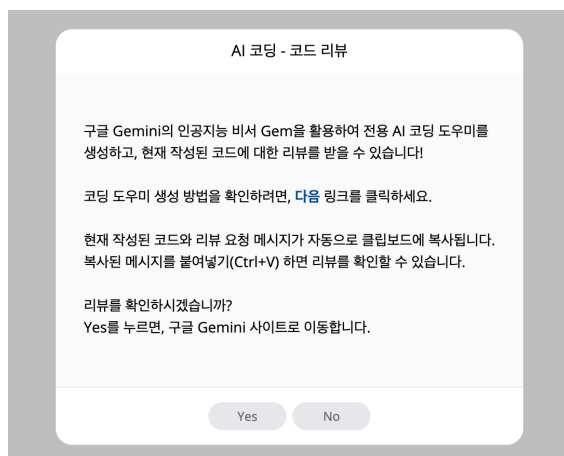 AI 코딩 - 코드 리뷰
구글 Gemini의 인공지능 비서 Gem을 활용하여 전용 AI 코딩 도우미를
생성하고, 현재 작성된 코드에 대한 리뷰를 받을 수 있습니다!
코딩 도우미 생성 방법을 확인하려면, 다음 링크를 클릭하세요.
현재 작성된 코드와 리뷰 요청 메시지가 자동으로 클립보드에 복사됩니다.
복사된 메시지를 붙여넣기(Ctrl+V) 하면 리뷰를 확인할 수 있습니다.
리뷰를 확인하시겠습니까?
Yes를 누르면, 구글 Gemini 사이트로 이동합니다.
Yes No